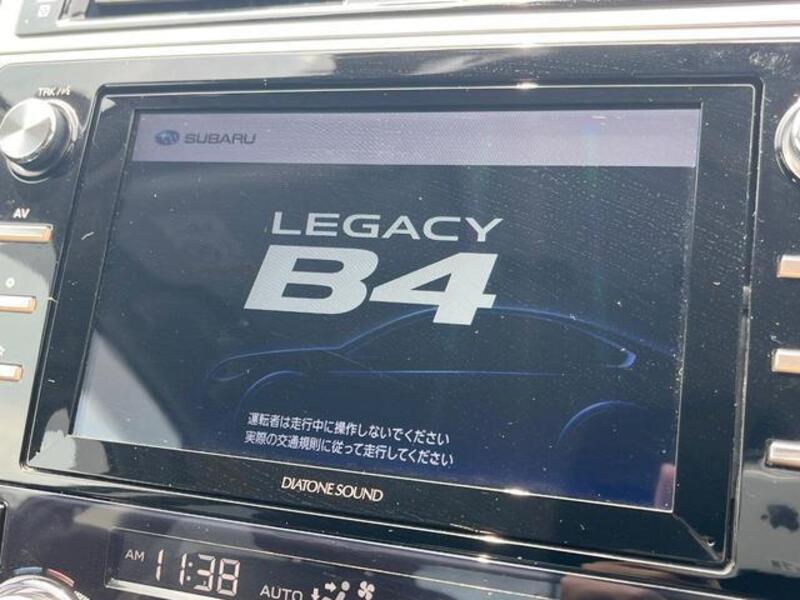 TRK
AV
SUBARU
LEGACY
B4
運転者は走行中に操作しないでください
実際の交通規則に従って走行してください
DIATONE SOUND
AM 11:38
AUTO